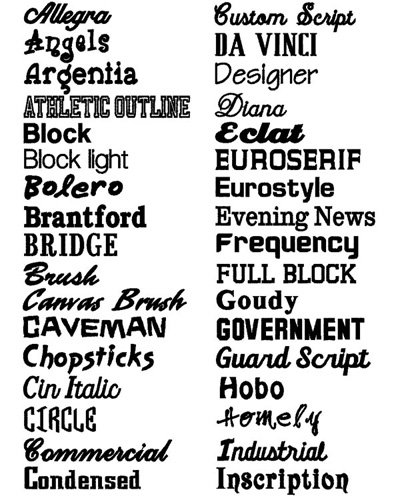 Allegra
Angels
Argentia
ATHLETIC OUTLINE
Block
Block light
Bolero
Brantford
BRIDGE
Brush
Canvas Brush
CAVEMAN
Chopsticks
Cin Italic
CIRCLE
Commercial
Condensed
Custom Script
DA VINCI
Designer
Diana
Eclat
EUROSERIF
Eurostyle
Evening News
Frequency
FULL BLOCK
Goudy
GOVERNMENT
Guard Script
Hobo
Homely
Industrial
Inscription